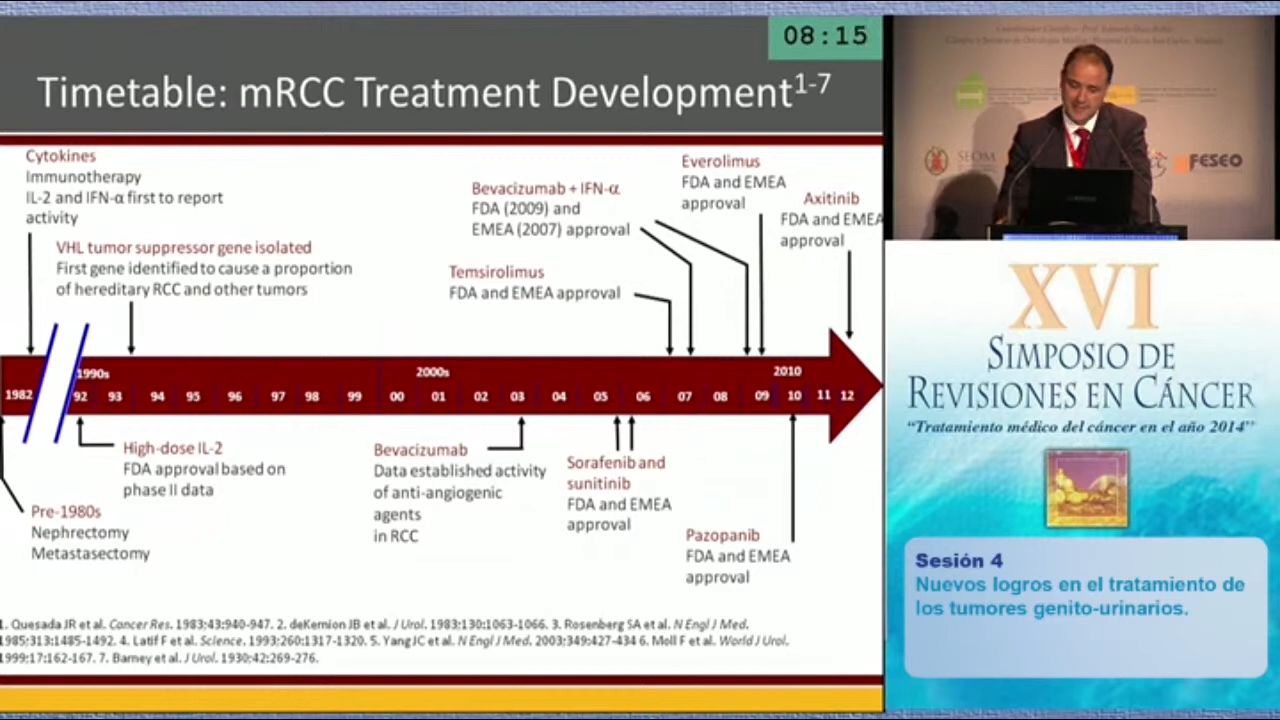 08:15
Timetable: mRCC Treatment Development1-7
Cytokines
Immunotherapy
IL-2 and IFN-α first to report
activity
VHL tumor suppressor gene isolated
First gene identified to cause a proportion
of hereditary RCC and other tumors
Bevacizumab + IFN-α
FDA (2009) and
EMEA (2007) approval
Temsirolimus
FDA and EMEA approval
Everolimus
FDA and EMEA
approval
Axitinib
FDA and EMEA
approval
1990s 2000s 2010
1982 92 93 94 95 96 97 98 99 00 01 02 03 04 05 06 07 08 09 10 11 12
High-dose IL-2
FDA approval based on
phase II data
Pre-1980s
Nephrectomy
Metastasectomy
Bevacizumab
Data established activity
of anti-angiogenic
agents
in RCC
Sorafenib and
sunitinib
FDA and EMEA
approval
Pazopanib
FDA and EMEA
approval
1. Quesada JR et al. Cancer Res. 1983;43:940-947. 2. deKernion JB et al. J Urol. 1983;130:1063-1066. 3. Rosenberg SA et al. N Engl J Med.
1985;313:1485-1492. 4. Latif F et al. Science. 1993;260:1317-1320. 5. Yang JC et al. N Engl J Med. 2003;349:427-434 6. Moll F et al. World J Urol.
1999;17:162-167. 7. Barney et al. J Urol. 1930;42:269-276.
SEOM
FESEO
XVI
SIMPOSIO DE
REVISIONES EN CÁNCER
“Tratamiento médico del cáncer en el año 2014”
Sesión 4
Nuevos logros en el tratamiento de
los tumores genito-urinarios.